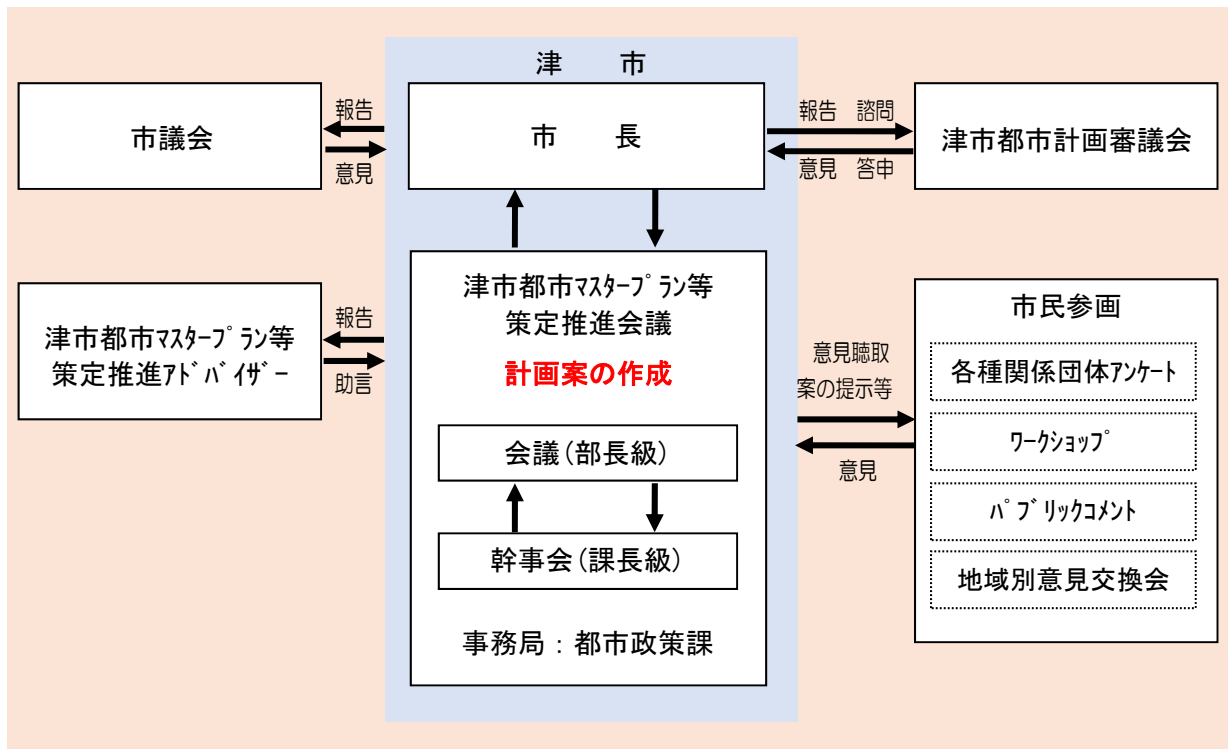 津　市
市議会
報告
意見
市　長
報告　諮問
意見　答申
津市都市計画審議会
津市都市ﾏｽﾀｰﾌﾟﾗﾝ等
策定推進ｱﾄﾞﾊﾞｲｻﾞｰ
報告
助言
津市都市ﾏｽﾀｰﾌﾟﾗﾝ等
策定推進会議
計画案の作成
会議(部長級)
幹事会(課長級)
事務局：都市政策課
意見聴取
案の提示等
意見
市民参画
各種関係団体ｱﾝｹｰﾄ
ﾜｰｸｼｮｯﾌﾟ
ﾊﾟﾌﾞﾘｯｸｺﾒﾝﾄ
地域別意見交換会